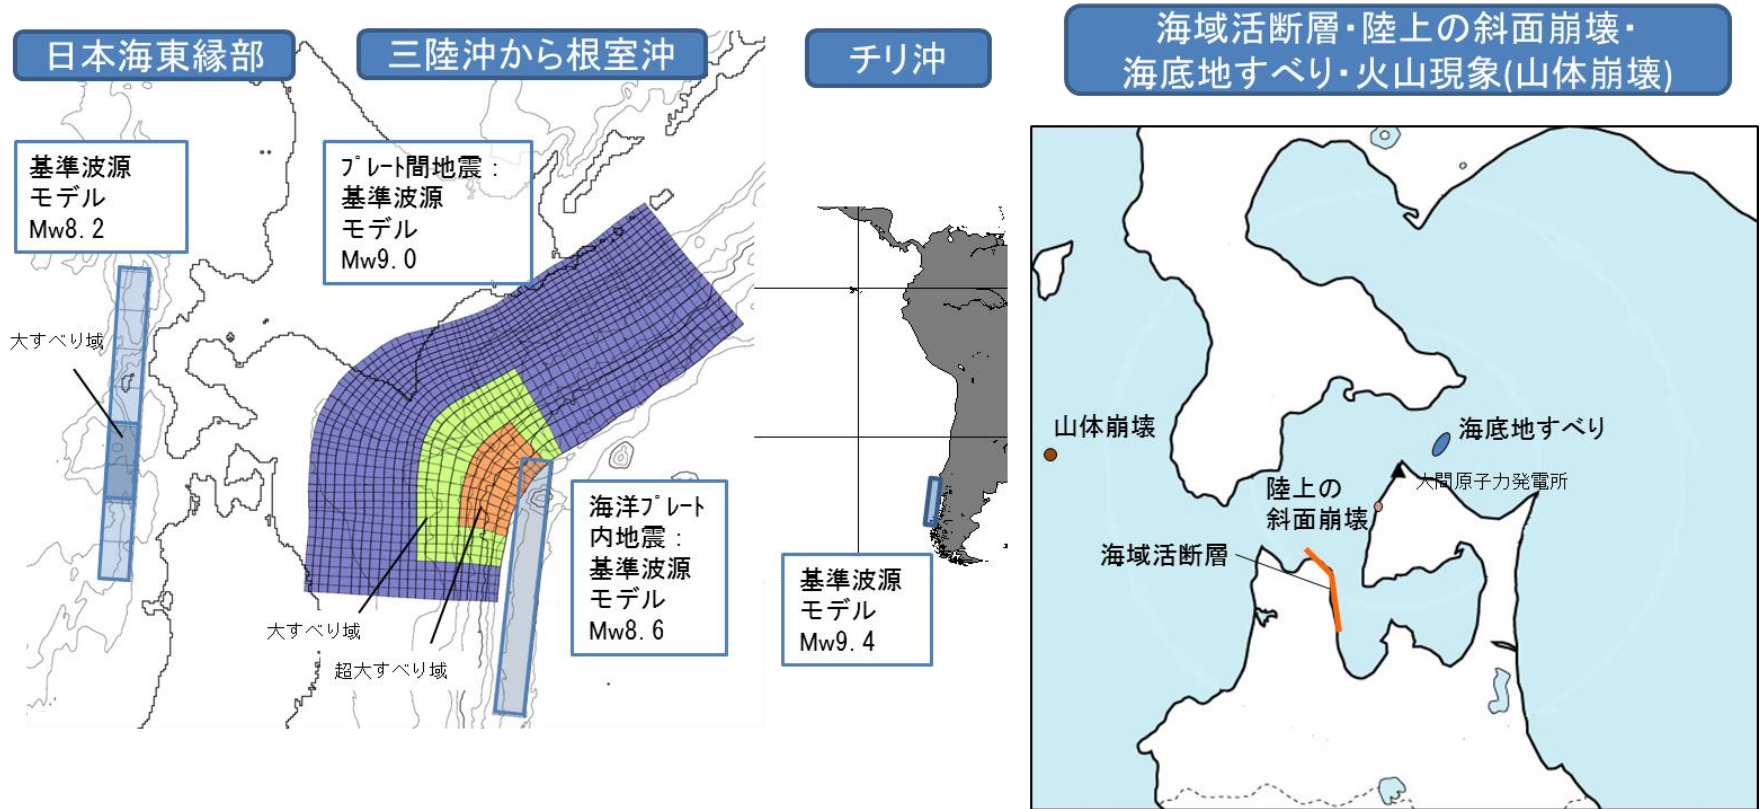 日本海東縁部
三陸沖から根室沖
チリ沖
海域活断層・陸上の斜面崩壊・
海底地すべり・火山現象(山体崩壊)
基準波源
モデル
Mw8.2
大すべり域
ﾌﾟﾚｰﾄ間地震：
基準波源
モデル
Mw9.0
海洋ﾌﾟﾚｰﾄ
内地震：
基準波源
モデル
Mw8.6
大すべり域
超大すべり域
基準波源
モデル
Mw9.4
山体崩壊
海底地すべり
大間原子力発電所
陸上の
斜面崩壊
海域活断層